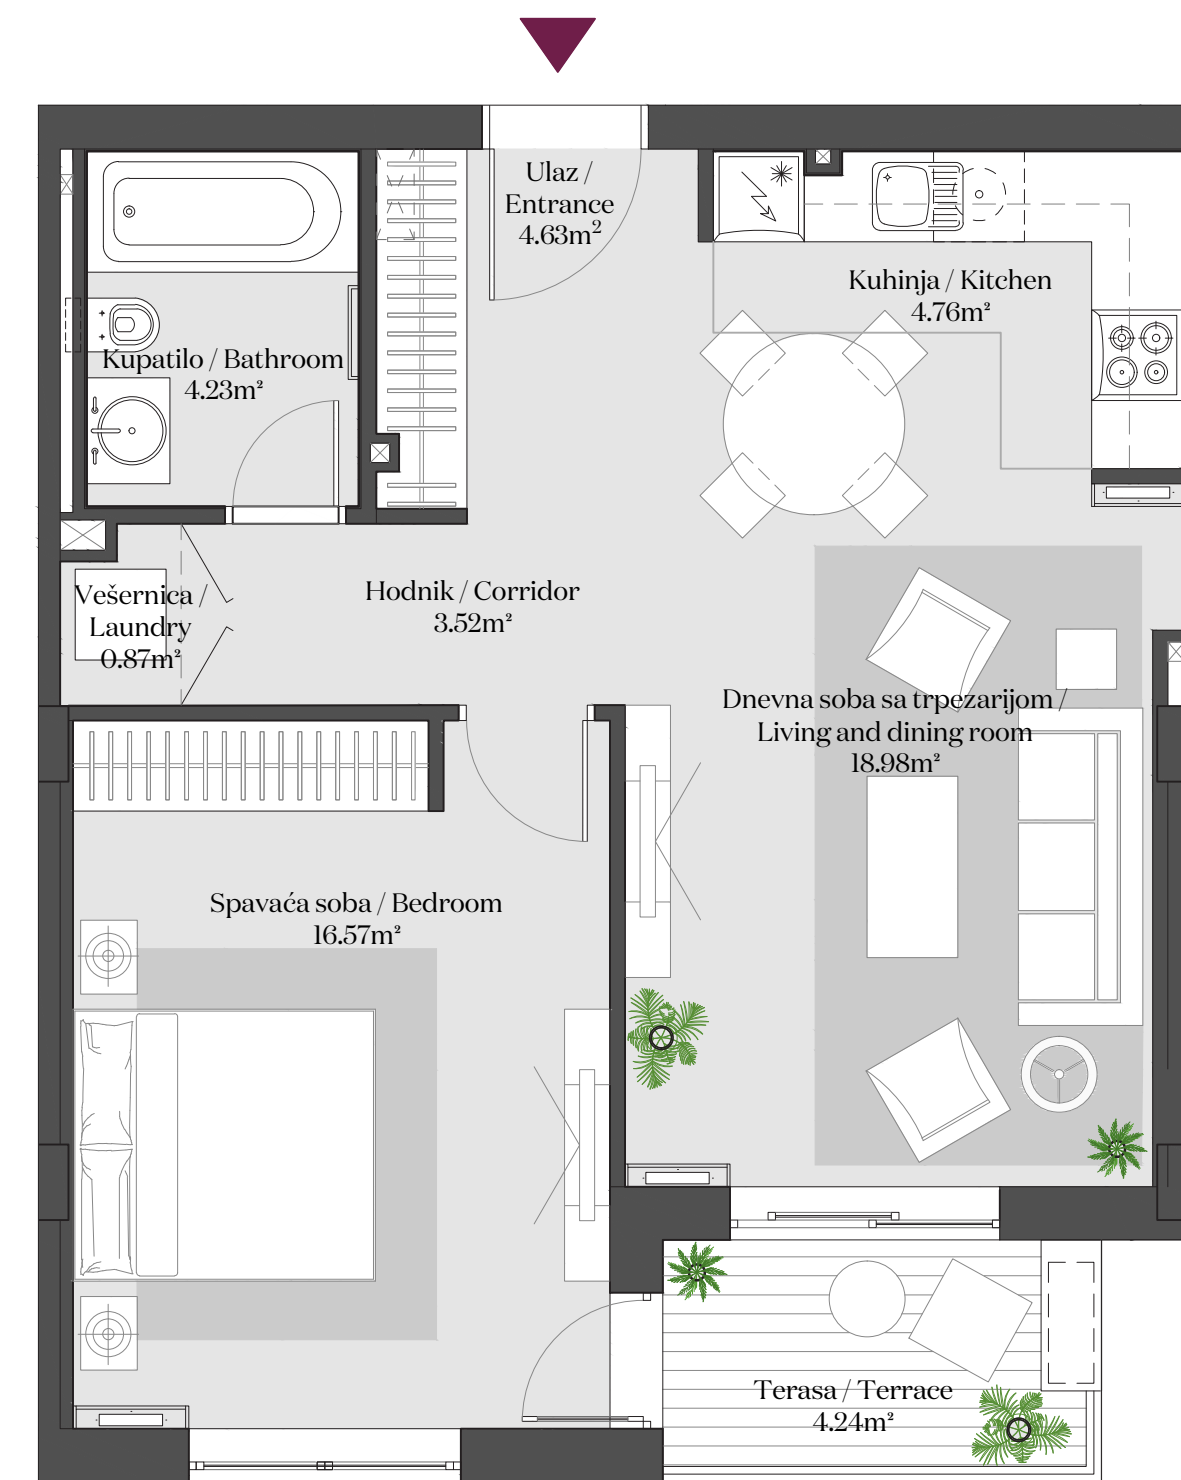 Ulaz /
Entrance
4.63m²
Kuhinja / Kitchen
4.76m²
Kupatilo / Bathroom
4.23m²
Vešernica /
Laundry
0.87m²
Hodnik / Corridor
3.52m²
Dnevna soba sa trpezarijom /
Living and dining room
18.98m²
Spavaća soba / Bedroom
16.57m²
Terasa / Terrace
4.24m²